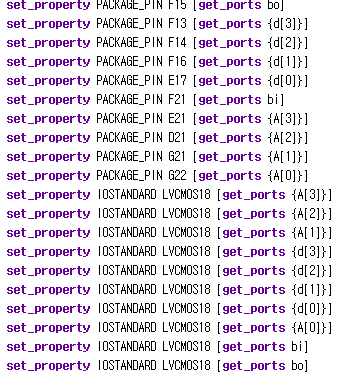 set_property PACKAGE_PIN F15 [get_ports bo]
set_property PACKAGE_PIN F13 [get_ports {d[3]}]
set_property PACKAGE_PIN F14 [get_ports {d[2]}]
set_property PACKAGE_PIN F16 [get_ports {d[1]}]
set_property PACKAGE_PIN E17 [get_ports {d[0]}]
set_property PACKAGE_PIN F21 [get_ports bi]
set_property PACKAGE_PIN E21 [get_ports {A[3]}]
set_property PACKAGE_PIN D21 [get_ports {A[2]}]
set_property PACKAGE_PIN G21 [get_ports {A[1]}]
set_property PACKAGE_PIN G22 [get_ports {A[0]}]
set_property IOSTANDARD LVCMOS18 [get_ports {A[3]}]
set_property IOSTANDARD LVCMOS18 [get_ports {A[2]}]
set_property IOSTANDARD LVCMOS18 [get_ports {A[1]}]
set_property IOSTANDARD LVCMOS18 [get_ports {d[3]}]
set_property IOSTANDARD LVCMOS18 [get_ports {d[2]}]
set_property IOSTANDARD LVCMOS18 [get_ports {d[1]}]
set_property IOSTANDARD LVCMOS18 [get_ports {d[0]}]
set_property IOSTANDARD LVCMOS18 [get_ports {A[0]}]
set_property IOSTANDARD LVCMOS18 [get_ports bi]
set_property IOSTANDARD LVCMOS18 [get_ports bo]